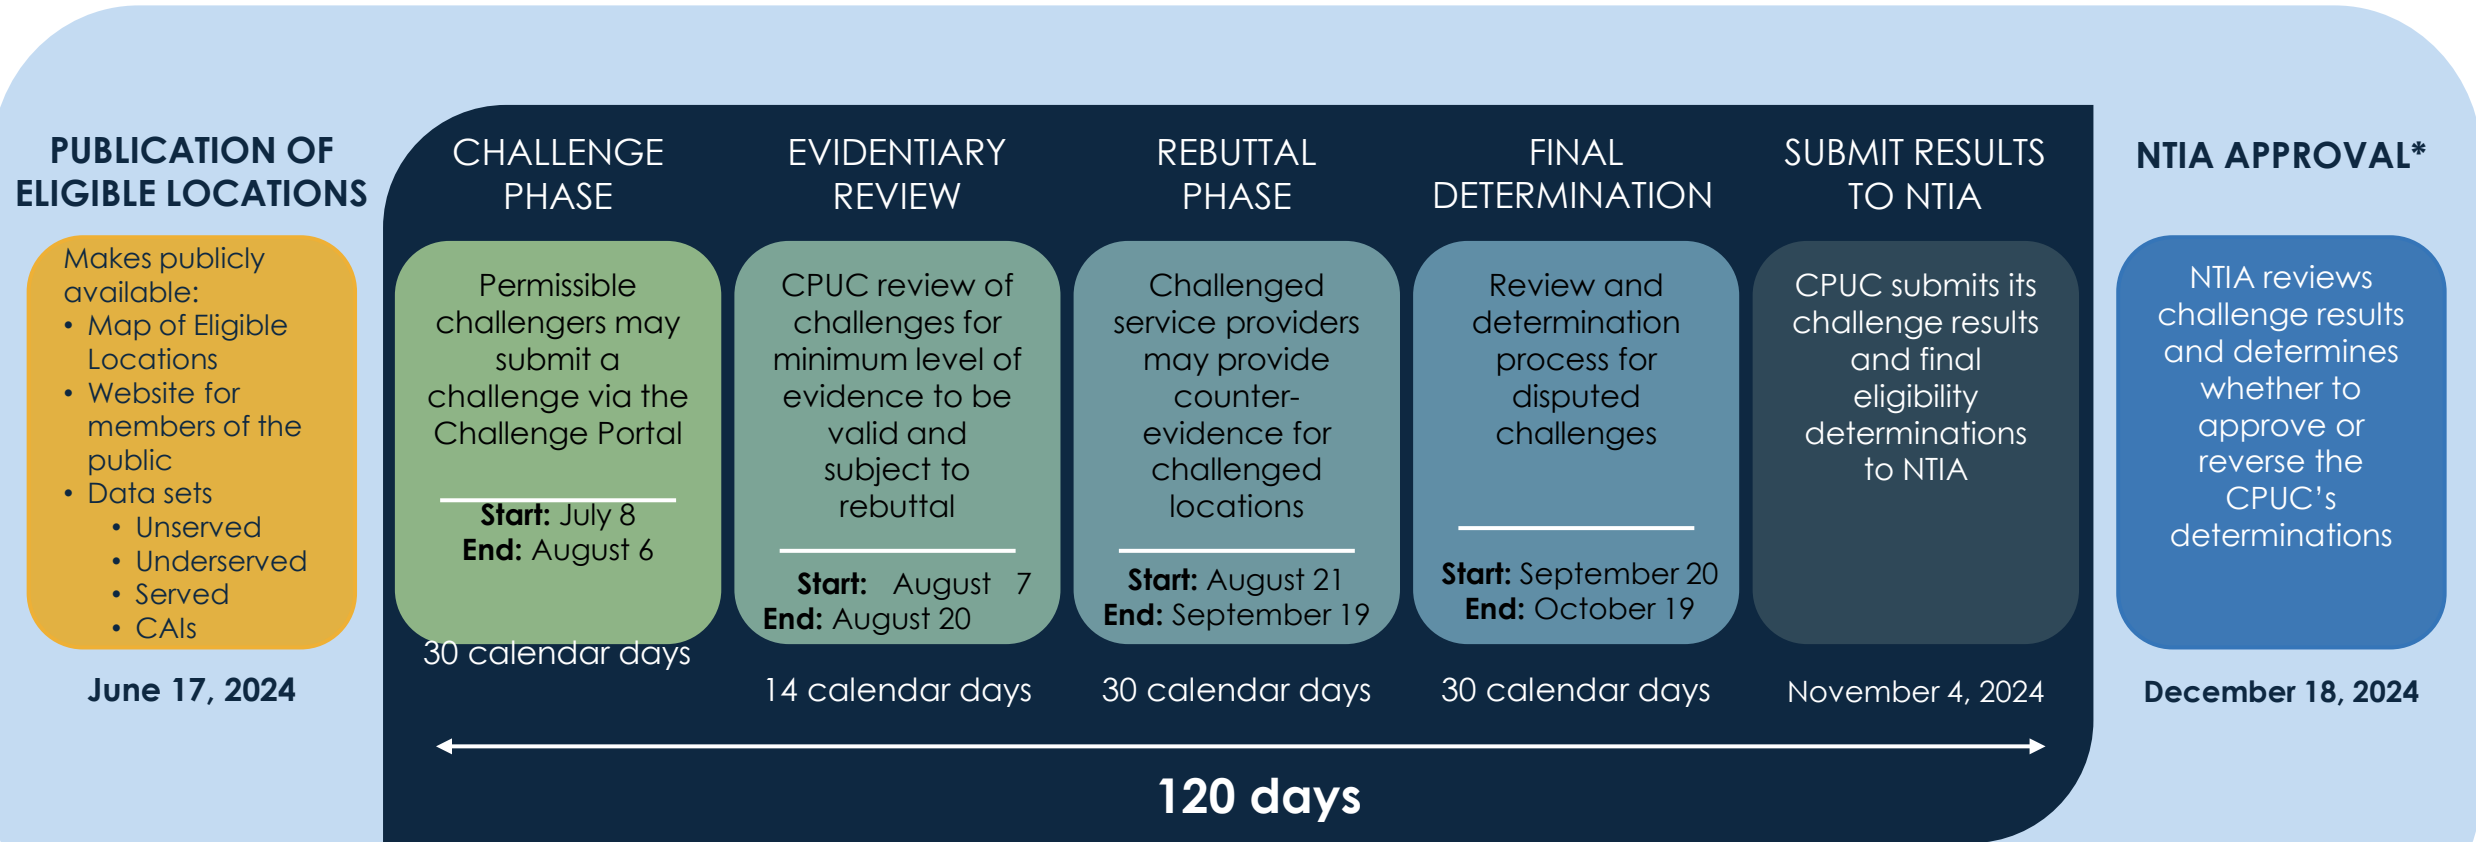 PUBLICATION OF
ELIGIBLE LOCATIONS
Makes publicly
available:
• Map of Eligible
Locations
• Website for
members of the
public
• Data sets
• Unserved
• Underserved
• Served
• CAIs
June 17, 2024
CHALLENGE
PHASE
Permissible
challengers may
submit a
challenge via the
Challenge Portal
Start: July 8
End: August 6
30 calendar days
EVIDENTIARY
REVIEW
CPUC review of
challenges for
minimum level of
evidence to be
valid and
subject to
rebuttal
Start: August 7
End: August 20
14 calendar days
REBUTTAL
PHASE
Challenged
service providers
may provide
counter-
evidence for
challenged
locations
Start: August 21
End: September 19
30 calendar days
FINAL
DETERMINATION
Review and
determination
process for
disputed
challenges
Start: September 20
End: October 19
30 calendar days
SUBMIT RESULTS
TO NTIA
CPUC submits its
challenge results
and final
eligibility
determinations
to NTIA
November 4, 2024
120 days
NTIA APPROVAL*
NTIA reviews
challenge results
and determines
whether to
approve or
reverse the
CPUC’s
determinations
December 18, 2024